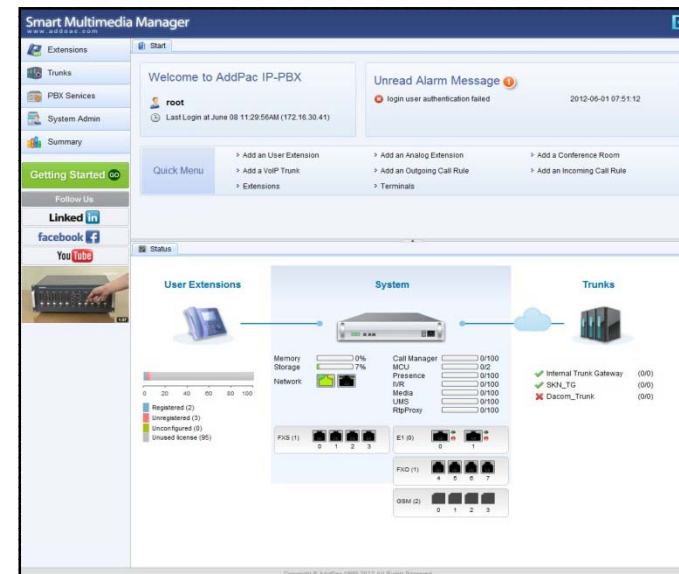 Smart Multimedia Manager
www.addpac.com
Extensions
Trunks
PBX Services
System Admin
Summary
Getting Started GO
Follow Us
Linked in
facebook f
You Tube
Start
Welcome to AddPac IP-PBX
root
Last Login at June 08 11:29:56AM (172.16.30.41)
Unread Alarm Message 1
login user authentication failed 2012-06-01 07:51:12
Quick Menu
> Add an User Extension
> Add an Analog Extension
> Add a Conference Room
> Add a VoIP Trunk
> Add an Outgoing Call Rule
> Add an Incoming Call Rule
> Extensions
> Terminals
Status
User Extensions
System
Trunks
0 20 40 60 80 100
Registered (2)
Unregistered (3)
Unconfigured (0)
Unused license (95)
Memory 0%
Storage 7%
Network
Call Manager 0/100
MCU 0/2
Presence 0/100
IVR 0/100
Media 0/100
UMS 0/100
RtpProxy 0/100
Internal Trunk Gateway (0/0)
SKN_TG (0/0)
Dacom_Trunk (0/0)
FXS (1)
0 1 2 3
E1 (0)
0 1
FXO (1)
4 5 6 7
GSM (2)
0 1 2 3